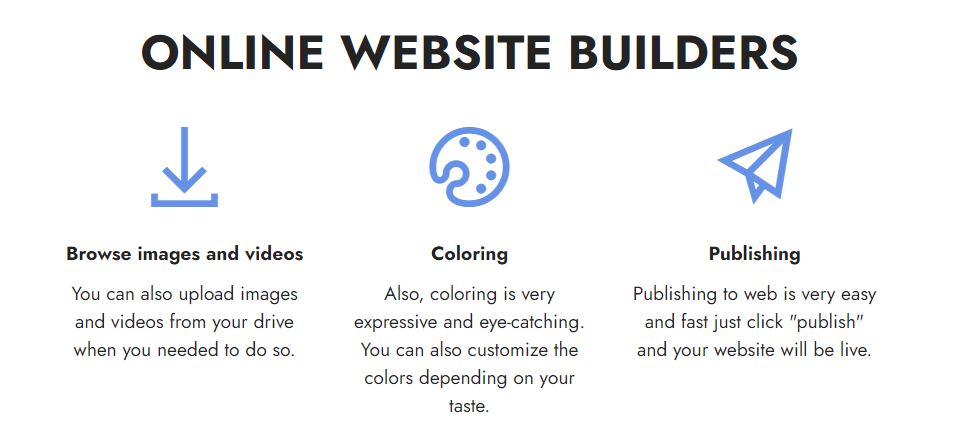 ONLINE WEBSITE BUILDERS
Browse images and videos
You can also upload images
and videos from your drive
when you needed to do so.
Coloring
Also, coloring is very
expressive and eye-catching.
You can also customize the
colors depending on your
taste.
Publishing
Publishing to web is very easy
and fast just click "publish"
and your website will be live.